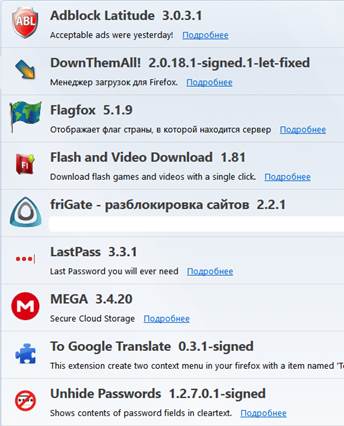 ABL
Adblock Latitude 3.0.3.1
Acceptable ads were yesterday! Подробнее
DownThemAll! 2.0.18.1-signed.1-let-fixed
Менеджер загрузок для Firefox. Подробнее
Flagfox 5.1.9
Отображает флаг страны, в которой находится сервер Подробнее
Flash and Video Download 1.81
Download flash games and videos with a single click. Подробнее
friGate - разблокировка сайтов 2.2.1
LastPass 3.3.1
Last Password you will ever need Подробнее
M
MEGA 3.4.20
Secure Cloud Storage Подробнее
To Google Translate 0.3.1-signed
This extension create two context menu in your firefox with a item named 'To
Unhide Passwords 1.2.7.0.1-signed
Shows contents of password fields in cleartext. Подробнее